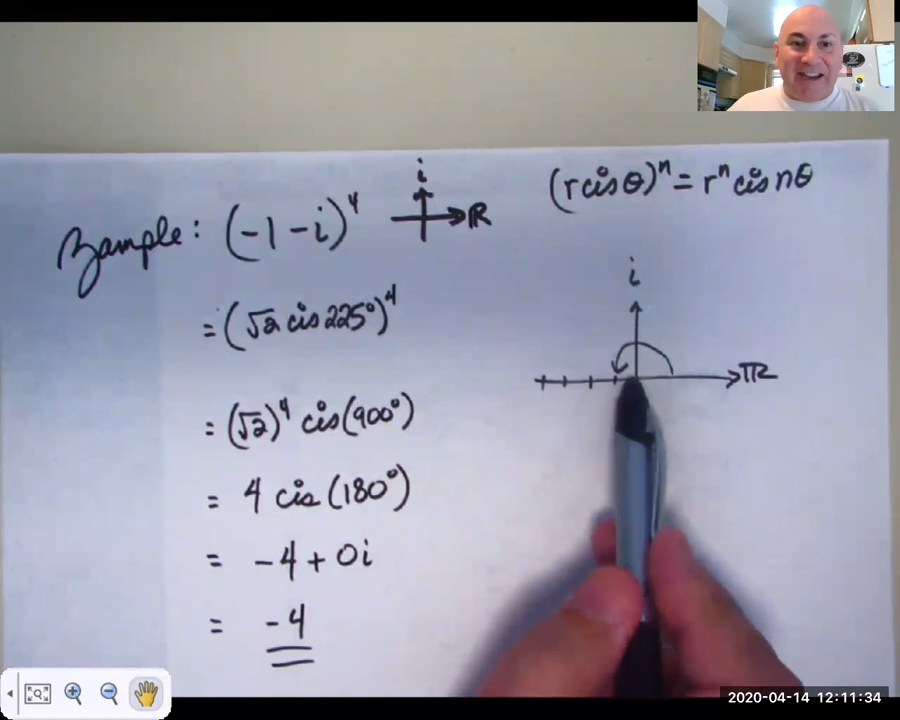 Example: (-1-i)^4
i
ℝ
(r cis θ)^n = r^n cis nθ
= (√2 cis 225°)^4
= (√2)^4 cis(900°)
= 4 cis(180°)
= -4 + 0i
= -4
i
ℝ
2020-04-14 12:11:34